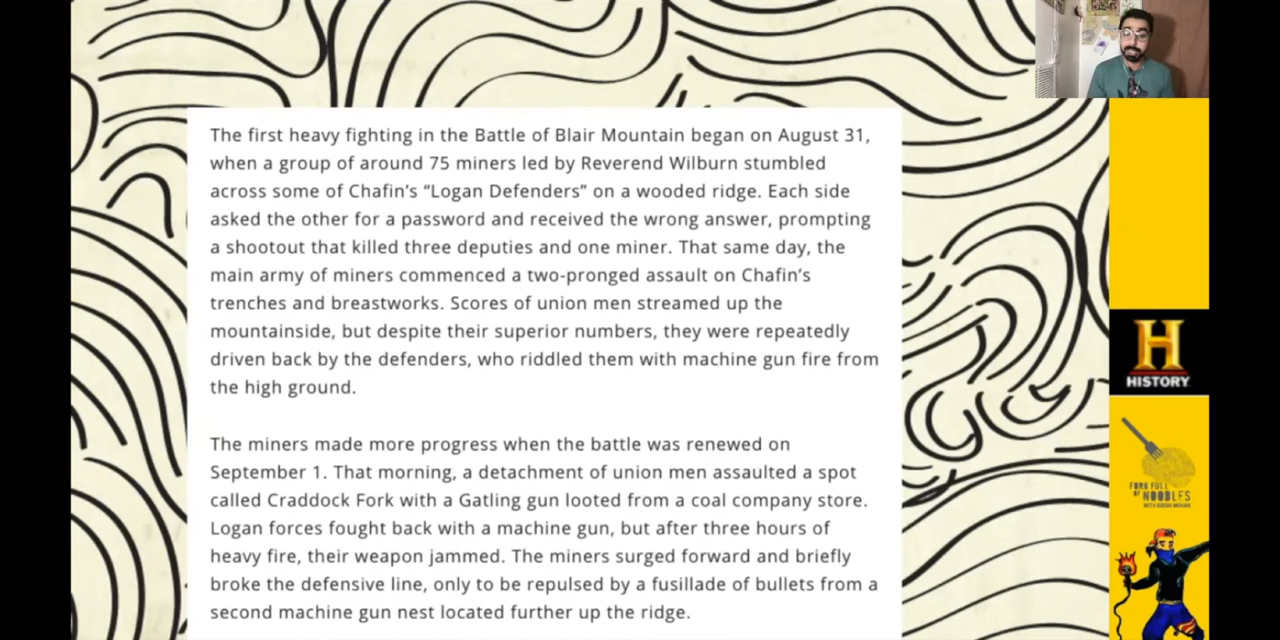 The first heavy fighting in the Battle of Blair Mountain began on August 31,
when a group of around 75 miners led by Reverend Wilburn stumbled
across some of Chafin’s “Logan Defenders” on a wooded ridge. Each side
asked the other for a password and received the wrong answer, prompting
a shootout that killed three deputies and one miner. That same day, the
main army of miners commenced a two-pronged assault on Chafin’s
trenches and breastworks. Scores of union men streamed up the
mountainside, but despite their superior numbers, they were repeatedly
driven back by the defenders, who riddled them with machine gun fire from
the high ground.
The miners made more progress when the battle was renewed on
September 1. That morning, a detachment of union men assaulted a spot
called Craddock Fork with a Gatling gun looted from a coal company store.
Logan forces fought back with a machine gun, but after three hours of
heavy fire, their weapon jammed. The miners surged forward and briefly
broke the defensive line, only to be repulsed by a fusillade of bullets from a
second machine gun nest located further up the ridge.
H
HISTORY
FORK FULL
OF NOODLES